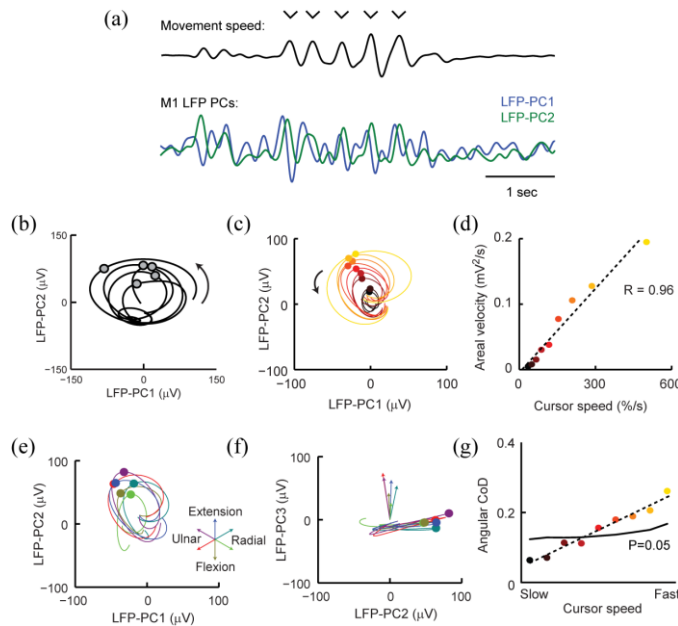 (a)
Movement speed:
M1 LFP PCs:
LFP-PC1
LFP-PC2
1 sec
(b)
150
0
−150
−150
0
150
LFP-PC2 (μV)
LFP-PC1 (μV)
(c)
100
0
−100
−100
0
100
LFP-PC2 (μV)
LFP-PC1 (μV)
(d)
0.2
0.1
0
0
300
600
Areal velocity (mV²/s)
R = 0.96
Cursor speed (%/s)
(e)
100
0
−100
−100
0
100
LFP-PC2 (μV)
Extension
Ulnar
Radial
Flexion
LFP-PC1 (μV)
(f)
100
0
−100
−100
0
100
LFP-PC3 (μV)
LFP-PC2 (μV)
(g)
0.4
0.2
0
Angular CoD
P=0.05
Slow
Fast
Cursor speed